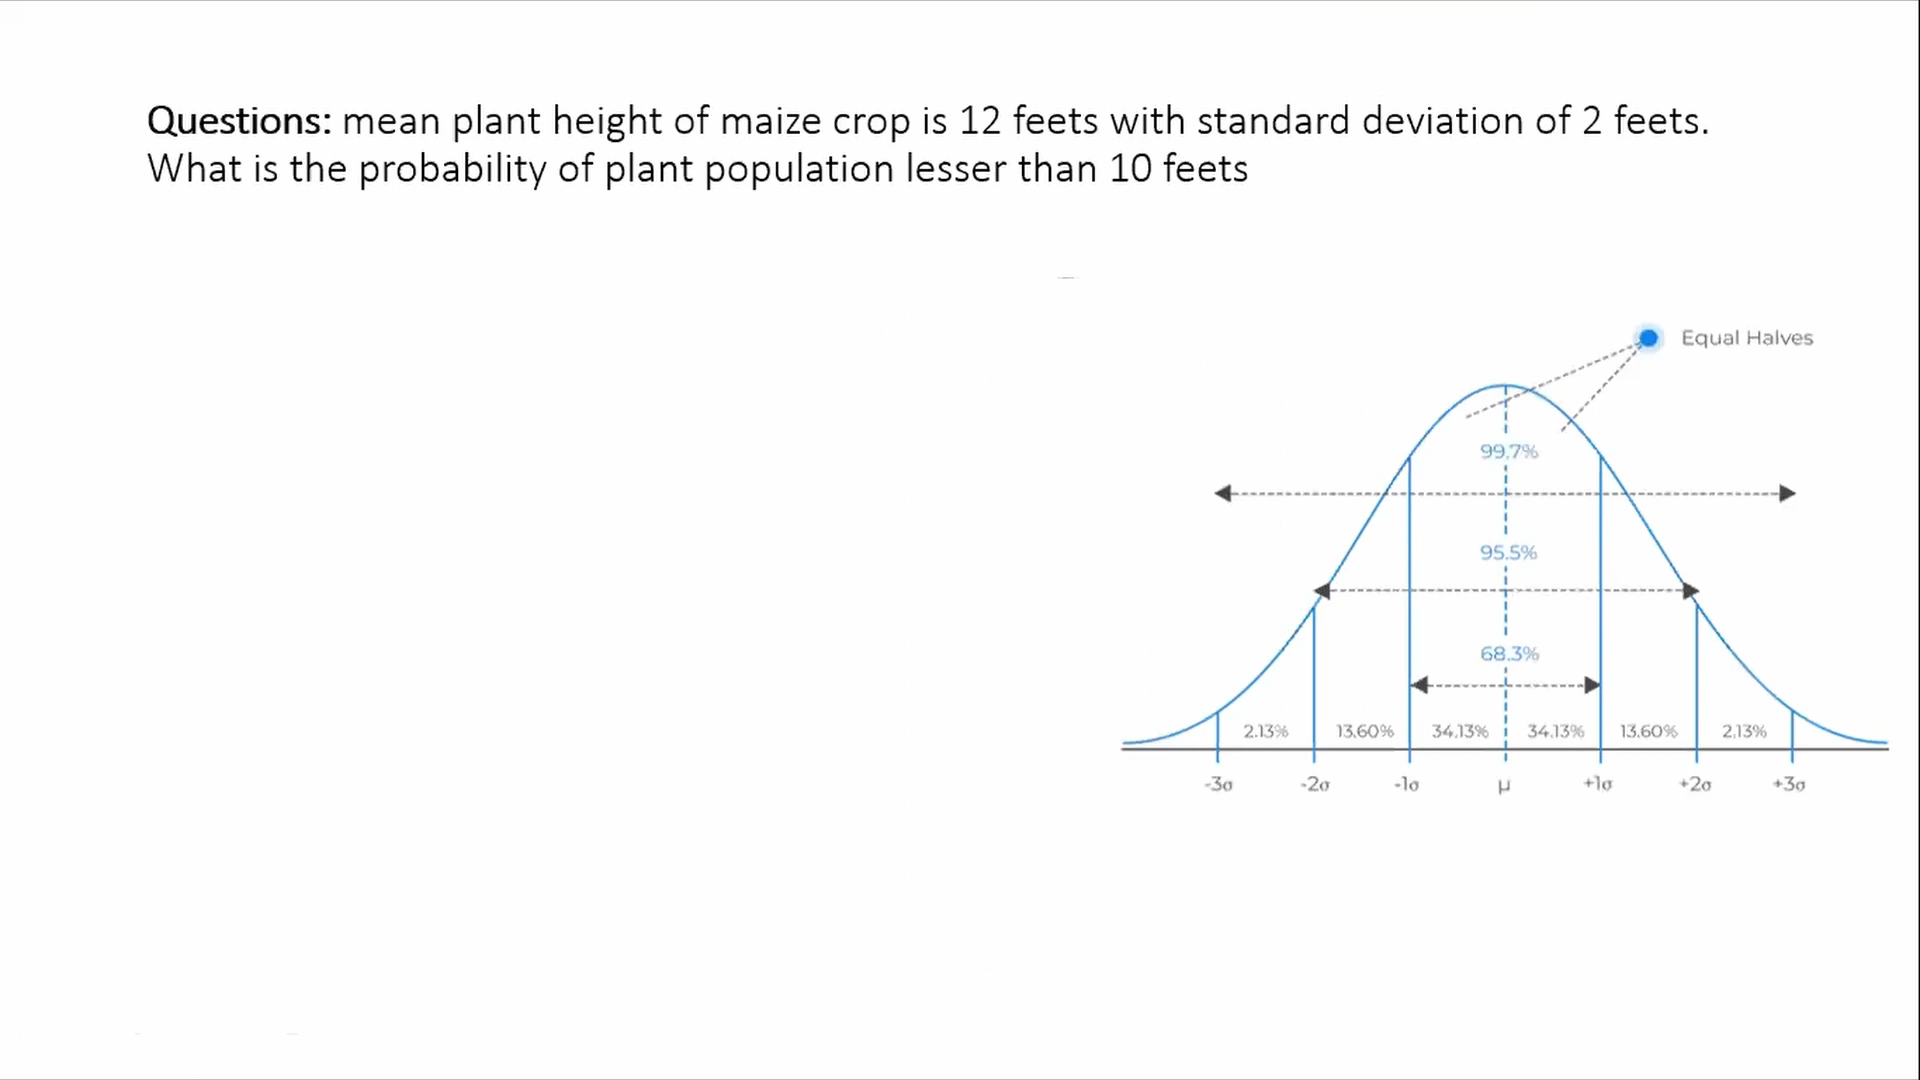 Questions: mean plant height of maize crop is 12 feets with standard deviation of 2 feets.
What is the probability of plant population lesser than 10 feets
Equal Halves
99.7%
95.5%
68.3%
2.13% 13.60% 34.13% 34.13% 13.60% 2.13%
-3σ -2σ -1σ μ +1σ +2σ +3σ